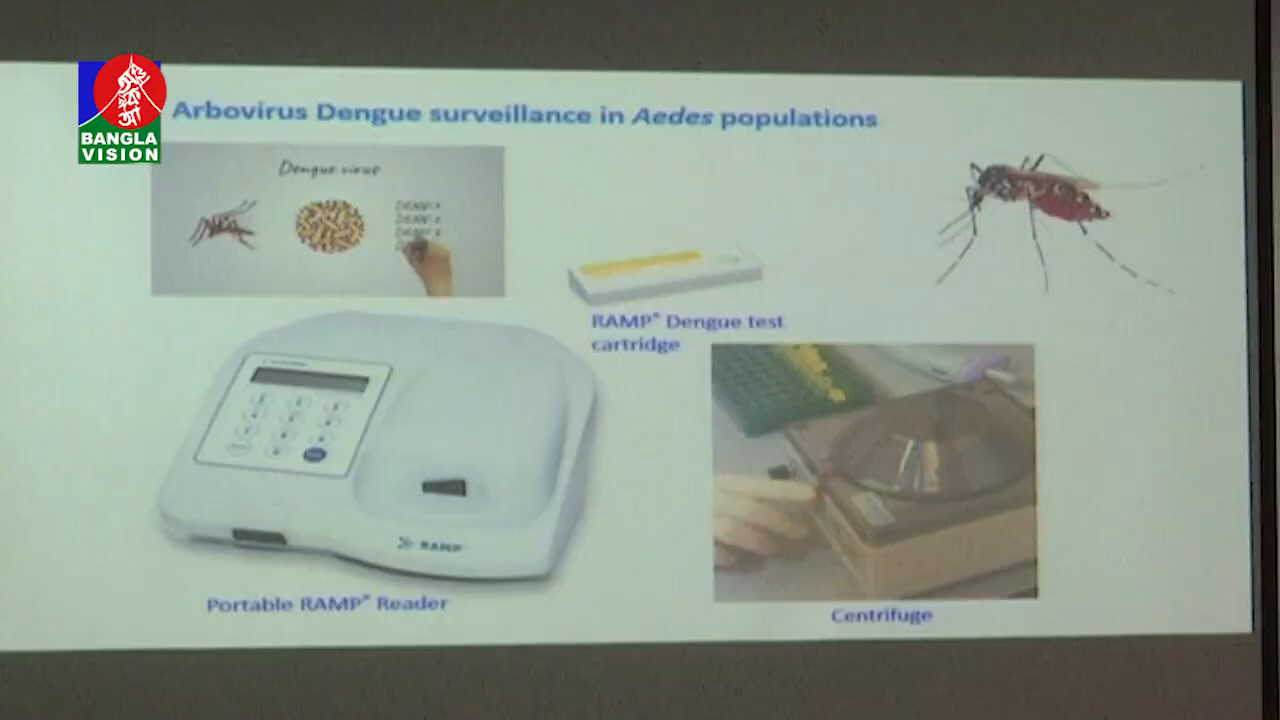 BANGLA
VISION
Arbovirus Dengue surveillance in Aedes populations
Dengue virus
RAMP® Dengue test
cartridge
RAMP
Portable RAMP® Reader
Centrifuge